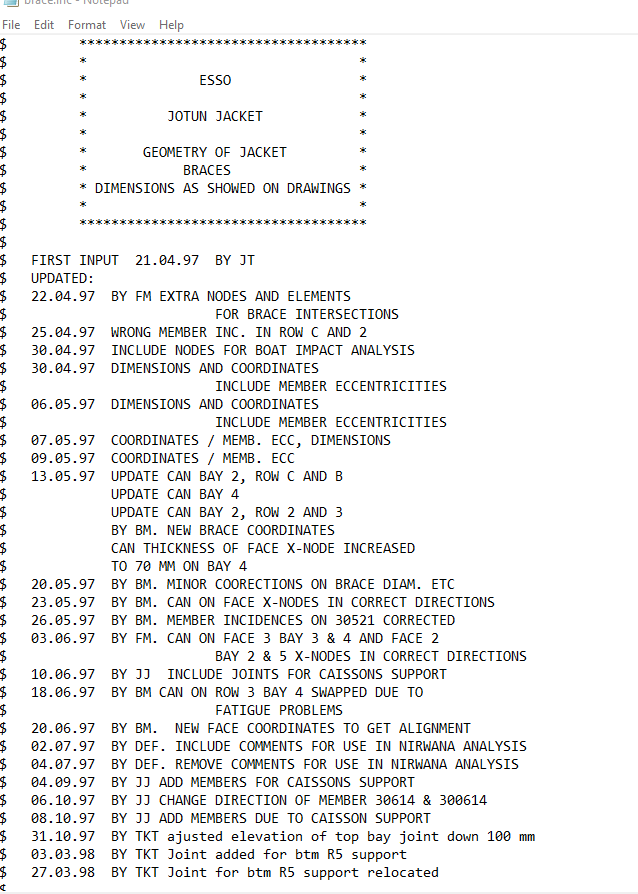 brace.inc - Notepad
File Edit Format View Help
$ ************************************
$ * *
$ * ESSO *
$ * *
$ * JOTUN JACKET *
$ * *
$ * GEOMETRY OF JACKET *
$ * BRACES *
$ * DIMENSIONS AS SHOWED ON DRAWINGS *
$ * *
$ ************************************
$
$ FIRST INPUT 21.04.97 BY JT
$ UPDATED:
$ 22.04.97 BY FM EXTRA NODES AND ELEMENTS
$ FOR BRACE INTERSECTIONS
$ 25.04.97 WRONG MEMBER INC. IN ROW C AND 2
$ 30.04.97 INCLUDE NODES FOR BOAT IMPACT ANALYSIS
$ 30.04.97 DIMENSIONS AND COORDINATES
$ INCLUDE MEMBER ECCENTRICITIES
$ 06.05.97 DIMENSIONS AND COORDINATES
$ INCLUDE MEMBER ECCENTRICITIES
$ 07.05.97 COORDINATES / MEMB. ECC, DIMENSIONS
$ 09.05.97 COORDINATES / MEMB. ECC
$ 13.05.97 UPDATE CAN BAY 2, ROW C AND B
$ UPDATE CAN BAY 4
$ UPDATE CAN BAY 2, ROW 2 AND 3
$ BY BM. NEW BRACE COORDINATES
$ CAN THICKNESS OF FACE X-NODE INCREASED
$ TO 70 MM ON BAY 4
$ 20.05.97 BY BM. MINOR COORECTIONS ON BRACE DIAM. ETC
$ 23.05.97 BY BM. CAN ON FACE X-NODES IN CORRECT DIRECTIONS
$ 26.05.97 BY BM. MEMBER INCIDENCES ON 30521 CORRECTED
$ 03.06.97 BY FM. CAN ON FACE 3 BAY 3 & 4 AND FACE 2
$ BAY 2 & 5 X-NODES IN CORRECT DIRECTIONS
$ 10.06.97 BY JJ INCLUDE JOINTS FOR CAISSONS SUPPORT
$ 18.06.97 BY BM CAN ON ROW 3 BAY 4 SWAPPED DUE TO
$ FATIGUE PROBLEMS
$ 20.06.97 BY BM. NEW FACE COORDINATES TO GET ALIGNMENT
$ 02.07.97 BY DEF. INCLUDE COMMENTS FOR USE IN NIRWANA ANALYSIS
$ 04.07.97 BY DEF. REMOVE COMMENTS FOR USE IN NIRWANA ANALYSIS
$ 04.09.97 BY JJ ADD MEMBERS FOR CAISSONS SUPPORT
$ 06.10.97 BY JJ CHANGE DIRECTION OF MEMBER 30614 & 300614
$ 08.10.97 BY JJ ADD MEMBERS DUE TO CAISSON SUPPORT
$ 31.10.97 BY TKT ajusted elevation of top bay joint down 100 mm
$ 03.03.98 BY TKT Joint added for btm R5 support
$ 27.03.98 BY TKT Joint for btm R5 support relocated
$